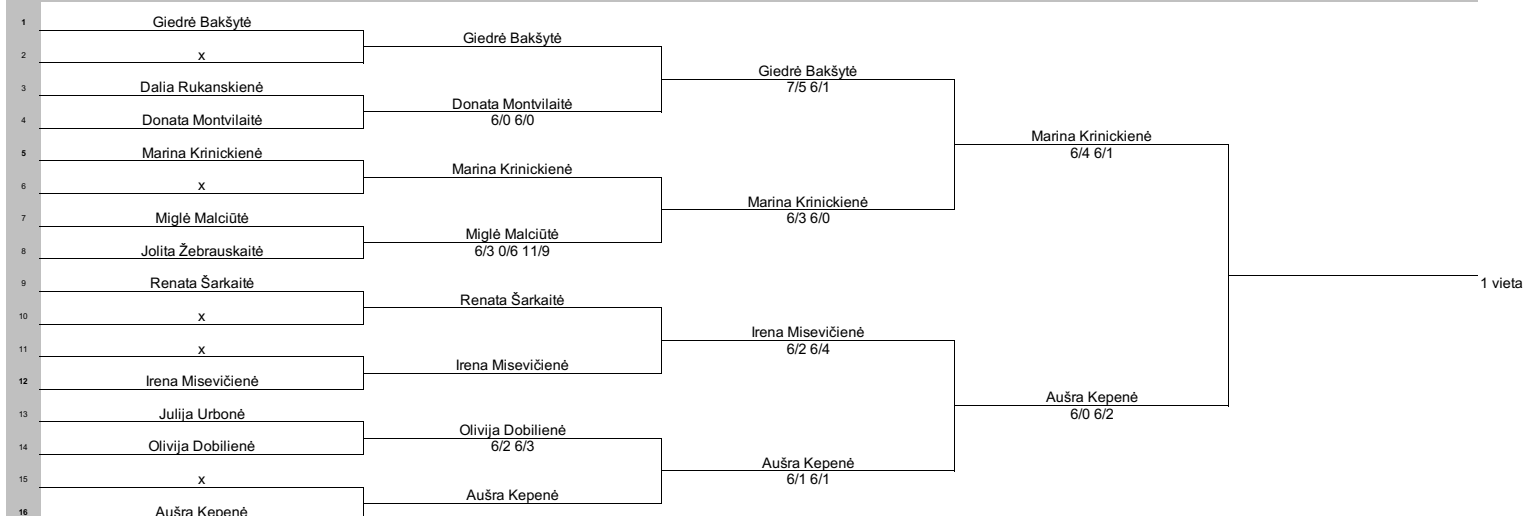 1 Giedrė Bakšytė
2 x
3 Dalia Rukanskienė
4 Donata Montvilaitė
5 Marina Krinickienė
6 x
7 Miglė Malciūtė
8 Jolita Žebrauskaitė
9 Renata Šarkaitė
10 x
11 x
12 Irena Misevičienė
13 Julija Urbonė
14 Olivija Dobilienė
15 x
16 Aušra Kepenė
Giedrė Bakšytė
Donata Montvilaitė
6/0 6/0
Marina Krinickienė
Miglė Malciūtė
6/3 0/6 11/9
Renata Šarkaitė
Irena Misevičienė
Olivija Dobilienė
6/2 6/3
Aušra Kepenė
Giedrė Bakšytė
7/5 6/1
Marina Krinickienė
6/3 6/0
Irena Misevičienė
6/2 6/4
Aušra Kepenė
6/1 6/1
Marina Krinickienė
6/4 6/1
Aušra Kepenė
6/0 6/2
1 vieta